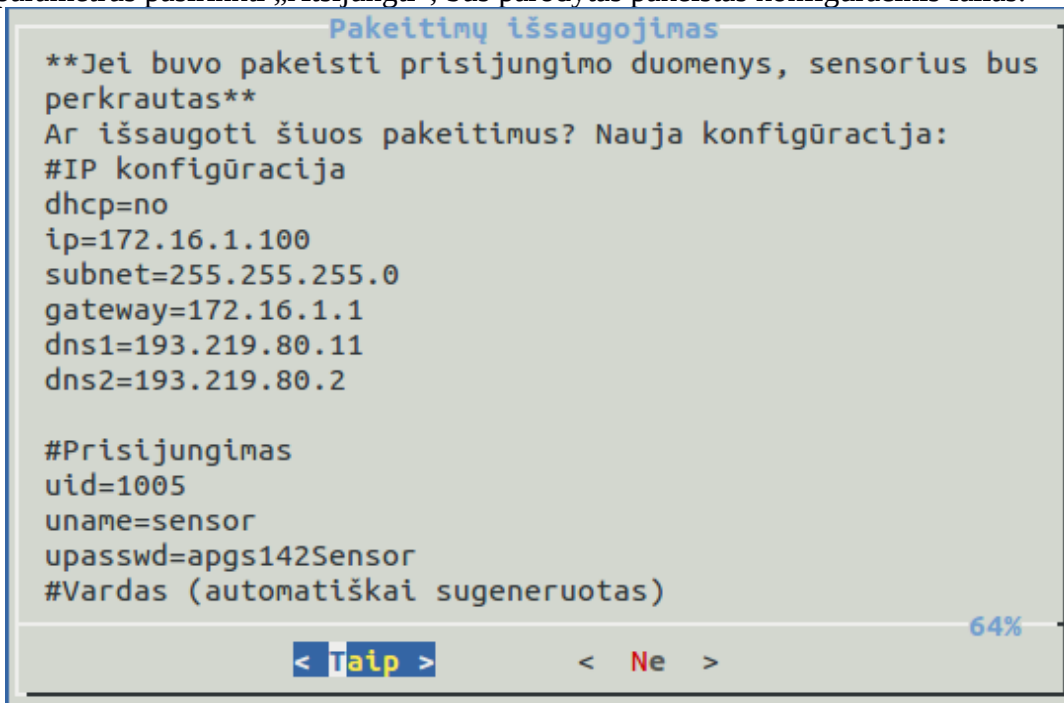 Pakeitimų išsaugojimas
**Jei buvo pakeisti prisijungimo duomenys, sensorius bus
perkrautas**
Ar išsaugoti šiuos pakeitimus? Nauja konfigūracija:
#IP konfigūracija
dhcp=no
ip=172.16.1.100
subnet=255.255.255.0
gateway=172.16.1.1
dns1=193.219.80.11
dns2=193.219.80.2
#Prisijungimas
uid=1005
uname=sensor
upasswd=apgs142Sensor
#Vardas (automatiškai sugeneruotas)
64%
< Taip > < Ne >